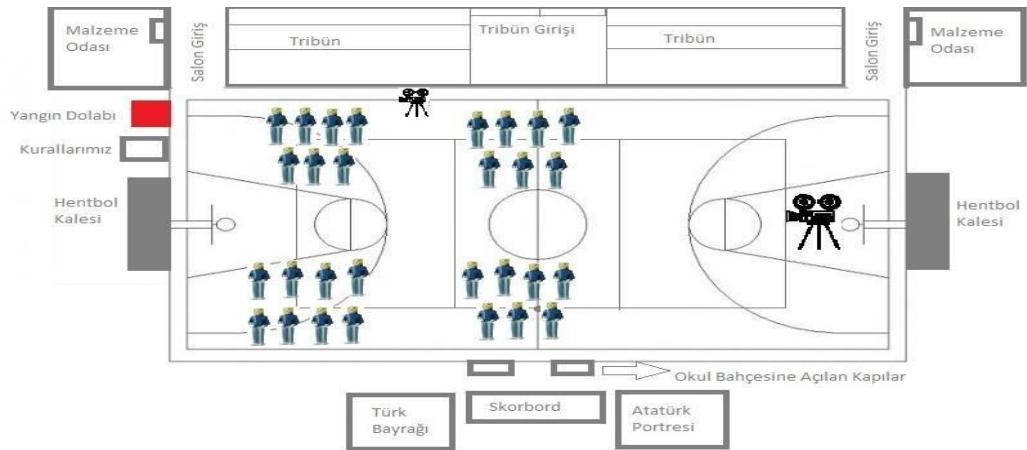 Malzeme
Odası
Salon Giriş
Tribün
Tribün Girişi
Tribün
Salon Giriş
Malzeme
Odası
Yangın Dolabı
Kurallarımız
Hentbol
Kalesi
Hentbol
Kalesi
Okul Bahçesine Açılan Kapılar
Türk
Bayrağı
Skorbord
Atatürk
Portresi